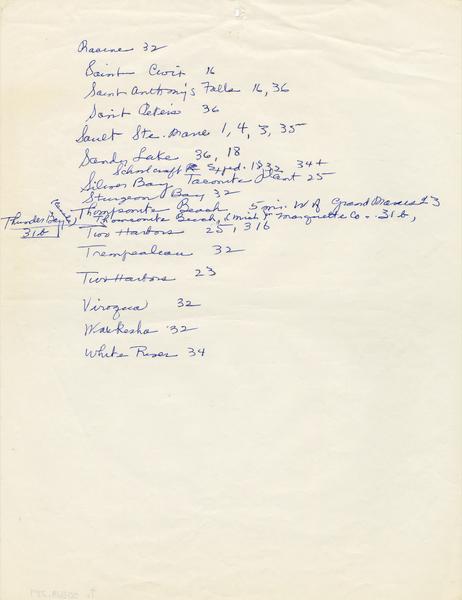 Racine 32
Saint Croix 16
Saint Anthony's Falls 16, 36
Saint Peters 36
Sault Ste. Marie 1, 4, 3, 35
Sandy Lake 36, 18
Schoolcraft Exped. 1832 34+
Silver Bay Taconite Plant 25
Sturgeon Bay 32
Thompsonite Beach 5 mi. W of Grand Marais 23
Thunder Bay
Thomsonite Beach, L. Marquette Co. 31b,
31b
Two Harbors 25, 31b
Trempealeau 32
Two Harbors 23
Viroqua 32
Waukesha 32
White River 34